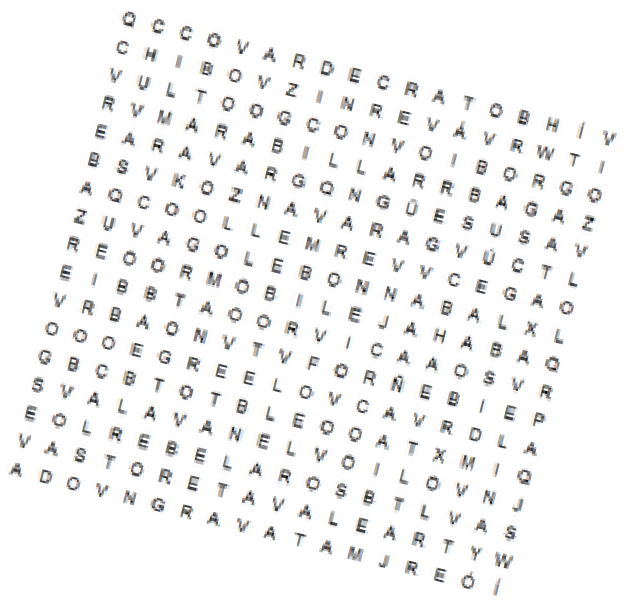 Q C C O V A R D E C R A T O B H Í V
C H I B O V Z I N R E V Á V R W T I
V U L T O O G C O N V O I B O R G O
R V M A R A B I L L A R R B A G A Z
E A R A V A R G O N G Ü E S U S A V
B S V K O Z N A V A R A G V Ú C T L
A Q C O O L L E M R E V V C E G A O
Z U V A G O L E B O N N A B A L X L
R E O O R M O B I L E J A H A B A Q
E I B B T A O O R V I C A A O S V R
V R B A O N V T V F O R Ñ E B I E P
O O O E G R E E L O V C A V R D L A
G B C B T O T B L E O O A T X M I Q
S V A L A V A N E L V O I L O V N J
E O L R E B E L A R O S B T L V A S
V A S T O R E T A V A L E A R T Y W
A D O V N G R A V A T A M J R E Ó Í